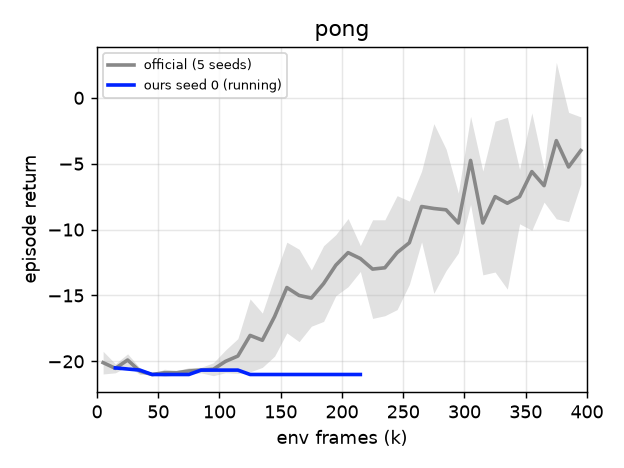 pong
official (5 seeds)
ours seed 0 (running)
episode return
0
−5
−10
−15
−20
0 50 100 150 200 250 300 350 400
env frames (k)